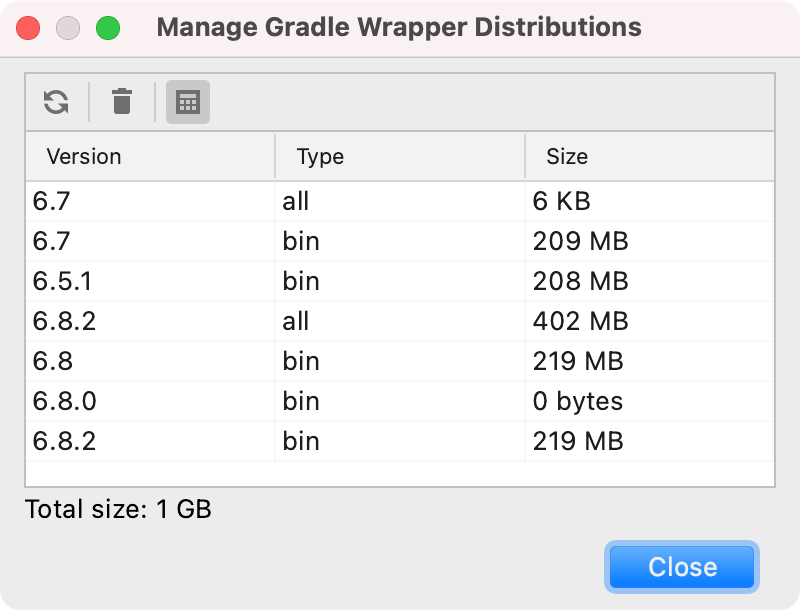 Manage Gradle Wrapper Distributions
Version Type Size
6.7 all 6 KB
6.7 bin 209 MB
6.5.1 bin 208 MB
6.8.2 all 402 MB
6.8 bin 219 MB
6.8.0 bin 0 bytes
6.8.2 bin 219 MB
Total size: 1 GB
Close